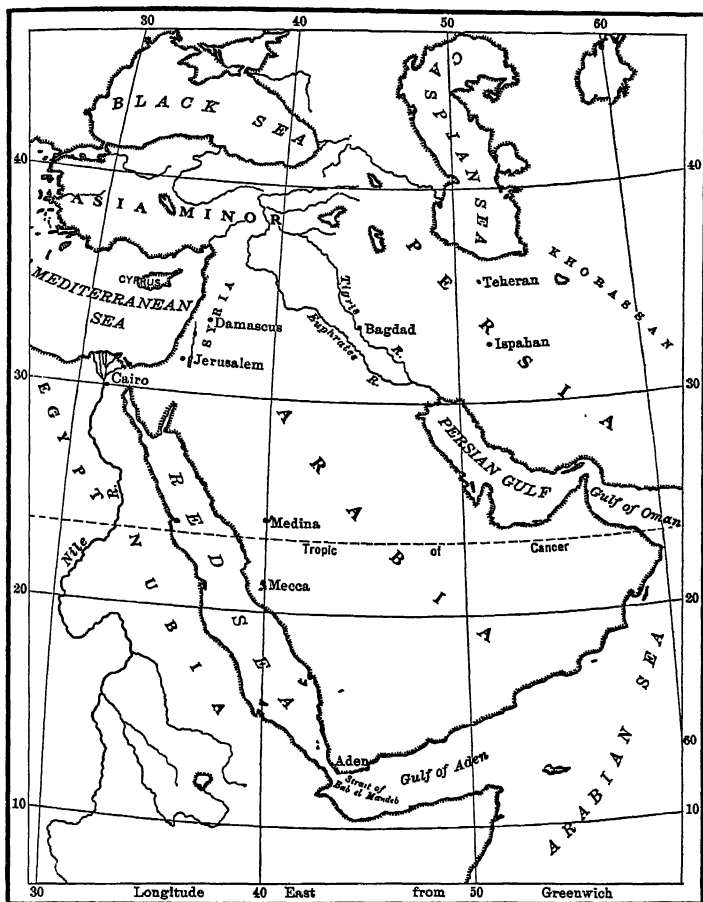 30 40 50 60
BLACK SEA
CASPIAN SEA
40
40
ASIA MINOR
PERSIA
KHORASSAN
CYPRUS
Teheran
MEDITERRANEAN
SEA
SYRIA
Tigris R.
Damascus
Bagdad
Euphrates R.
Ispahan
Jerusalem
30
Cairo
30
EGYPT
ARABIA
PERSIAN GULF
Gulf of Oman
RED SEA
Medina
Tropic of Cancer
Nile R.
NUBIA
Mecca
20
20
ARABIAN SEA
Aden
Gulf of Aden
60
Strait of
Bab el Mandeb
10
10
30 Longitude 40 East from 50 Greenwich